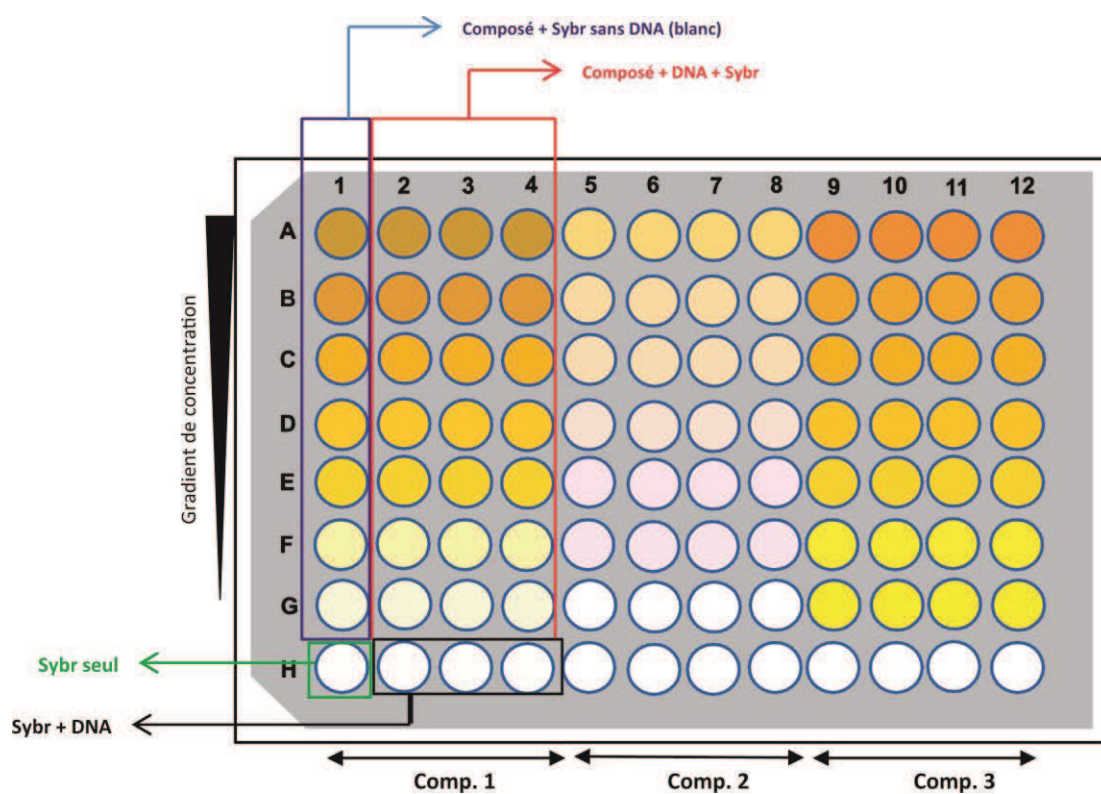 Composé + Sybr sans DNA (blanc)
Composé + DNA + Sybr
1 2 3 4 5 6 7 8 9 10 11 12
A
B
C
D
E
F
G
H
Gradient de concentration
Sybr seul
Sybr + DNA
Comp. 1 Comp. 2 Comp. 3